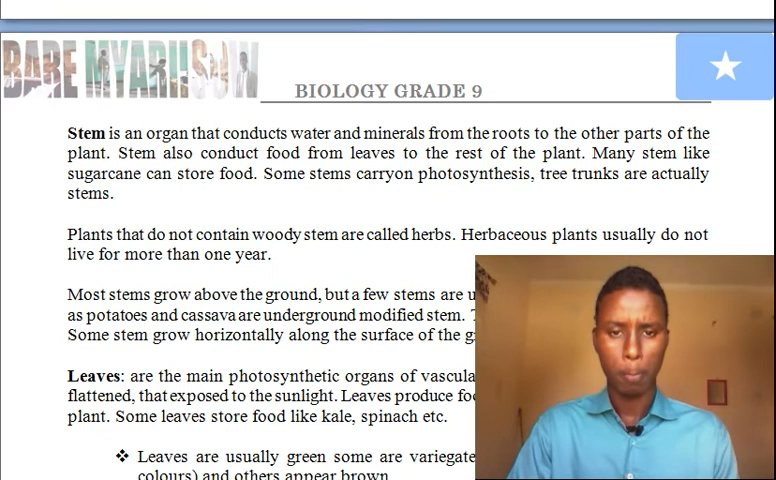 BARE MYARHSOW
BIOLOGY GRADE 9
Stem is an organ that conducts water and minerals from the roots to the other parts of the
plant. Stem also conduct food from leaves to the rest of the plant. Many stem like
sugarcane can store food. Some stems carryon photosynthesis, tree trunks are actually
stems.
Plants that do not contain woody stem are called herbs. Herbaceous plants usually do not
live for more than one year.
Most stems grow above the ground, but a few stems are u
as potatoes and cassava are underground modified stem.
Some stem grow horizontally along the surface of the g
Leaves: are the main photosynthetic organs of vascula
flattened, that exposed to the sunlight. Leaves produce fo
plant. Some leaves store food like kale, spinach etc.
❖ Leaves are usually green some are variegate
colours) and others appear brown